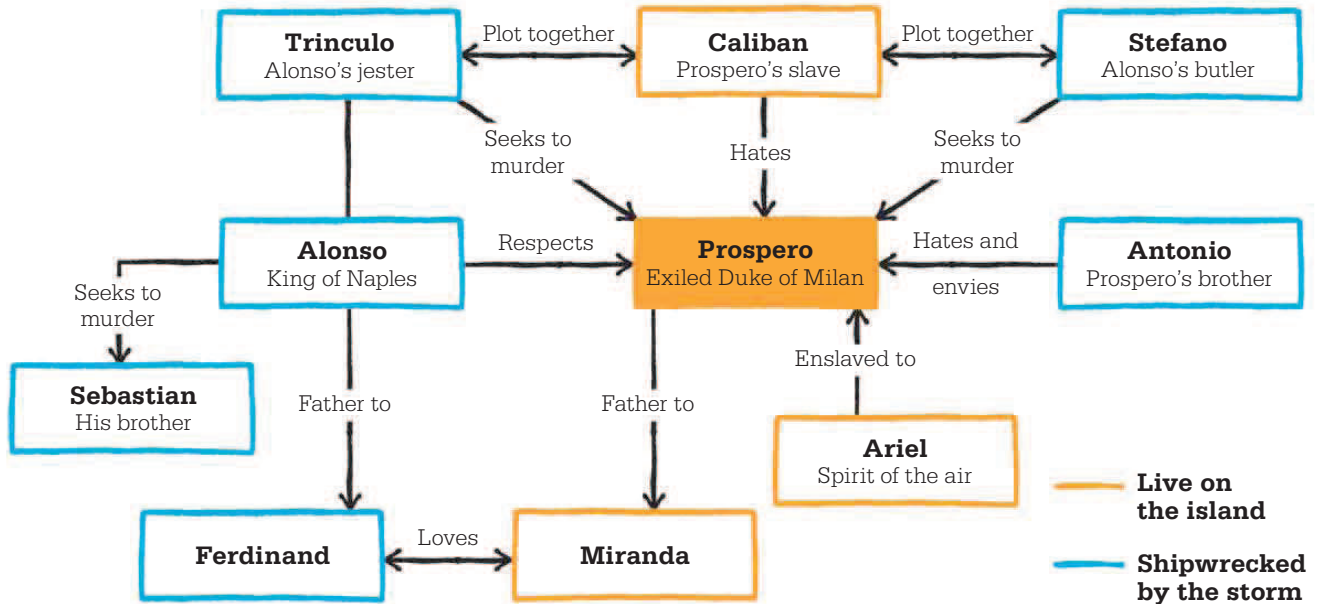 Trinculo
Alonso's jester
Plot together
Caliban
Prospero's slave
Plot together
Stefano
Alonso's butler
Seeks to
murder
Hates
Seeks to
murder
Alonso
King of Naples
Respects
Prospero
Exiled Duke of Milan
Hates and
envies
Antonio
Prospero's brother
Seeks to
murder
Sebastian
His brother
Father to
Father to
Enslaved to
Ariel
Spirit of the air
Ferdinand
Loves
Miranda
Live on
the island
Shipwrecked
by the storm